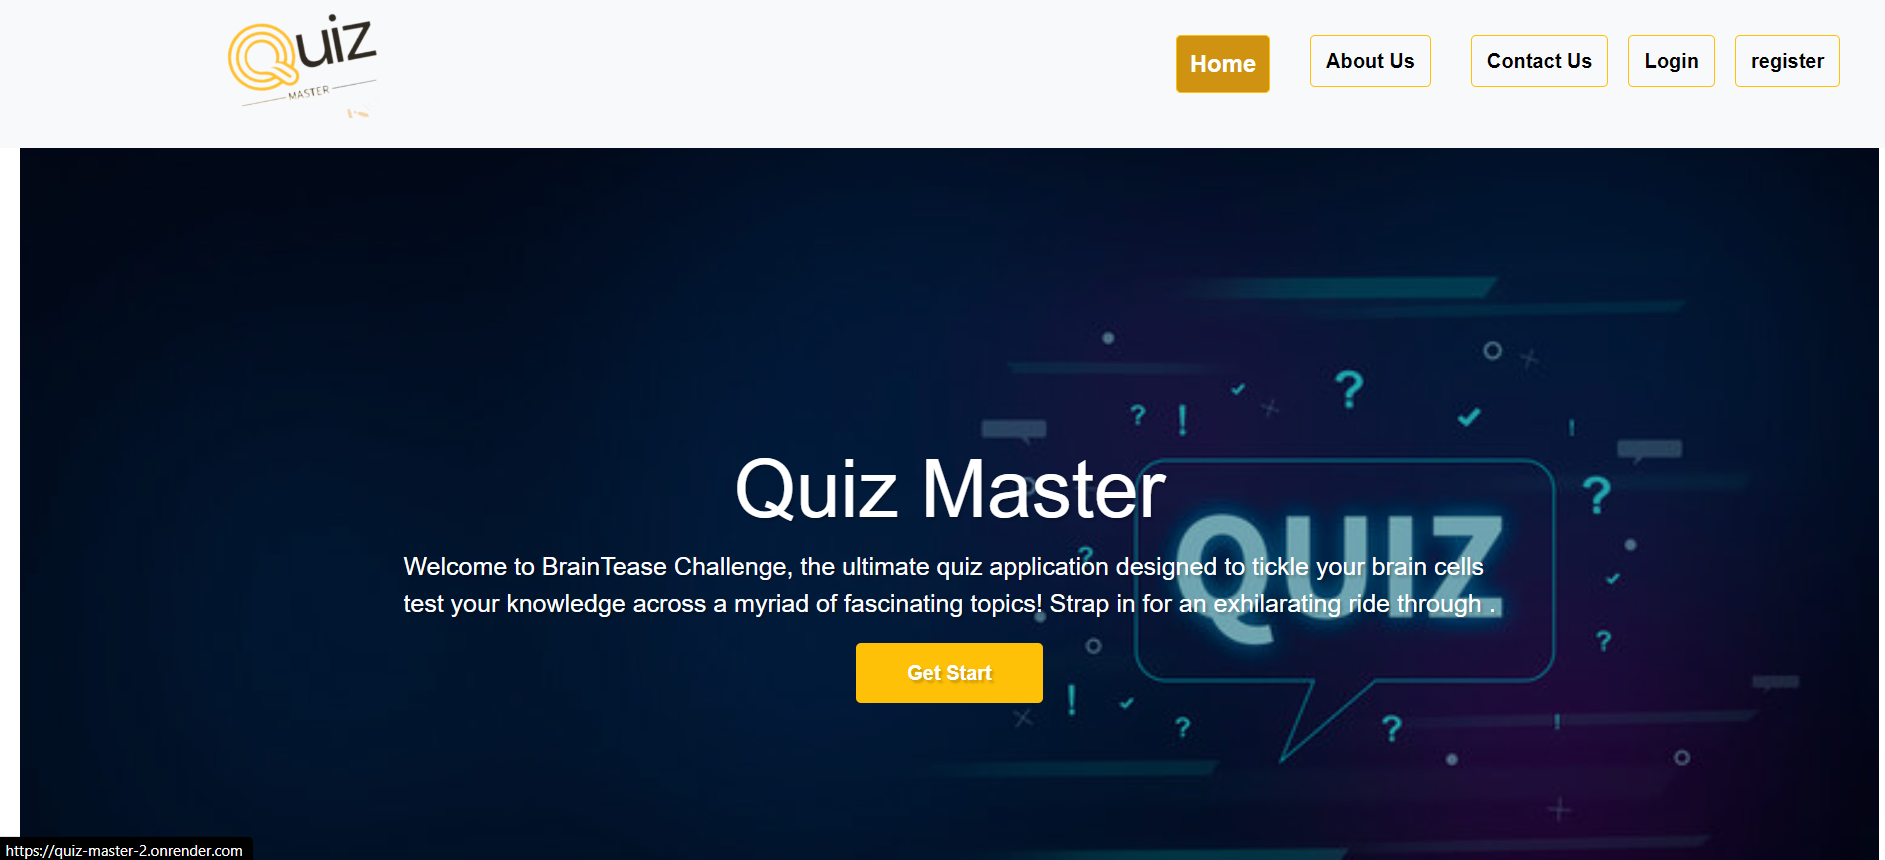 Quiz
MASTER
Home
About Us
Contact Us
Login
register
Quiz Master
QUIZ
Welcome to BrainTease Challenge, the ultimate quiz application designed to tickle your brain cells
test your knowledge across a myriad of fascinating topics! Strap in for an exhilarating ride through .
Get Start
https://quiz-master-2.onrender.com